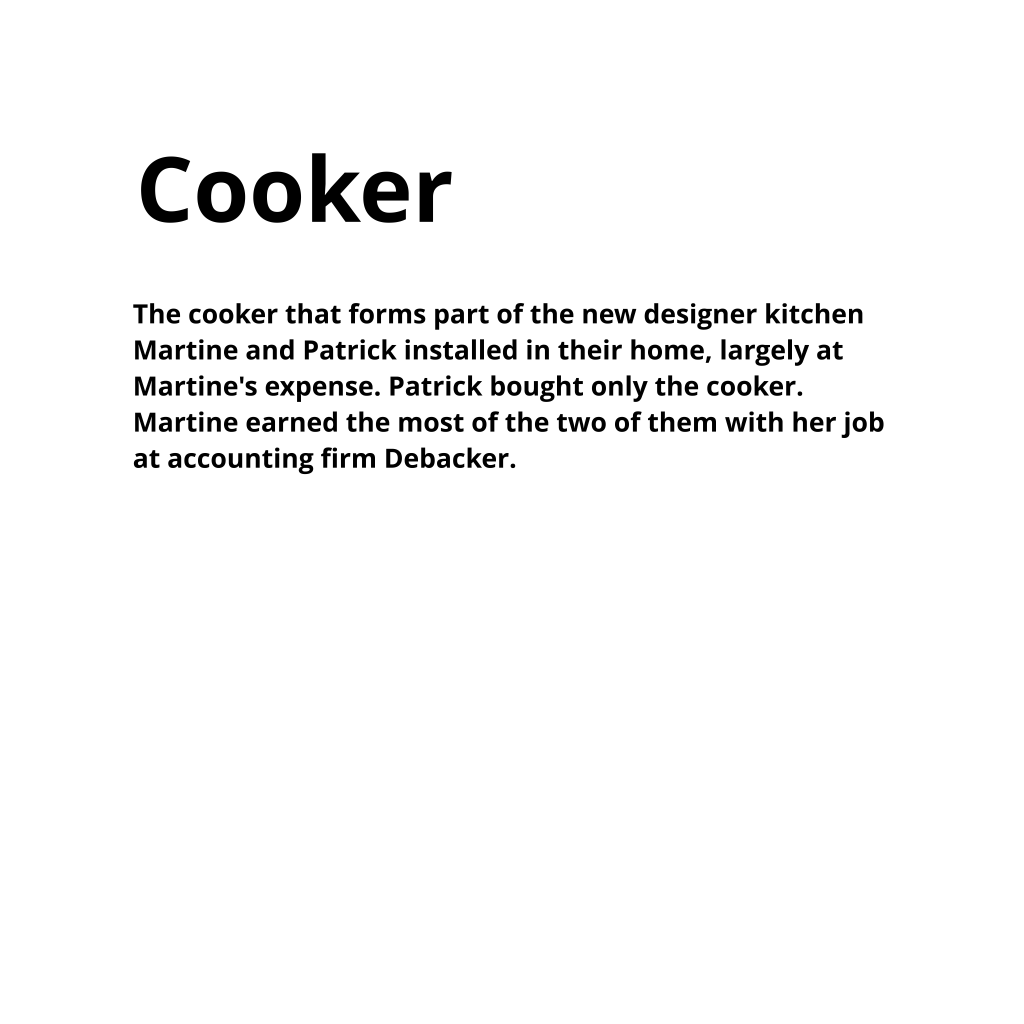 Cooker
The cooker that forms part of the new designer kitchen
Martine and Patrick installed in their home, largely at
Martine's expense. Patrick bought only the cooker.
Martine earned the most of the two of them with her job
at accounting firm Debacker.